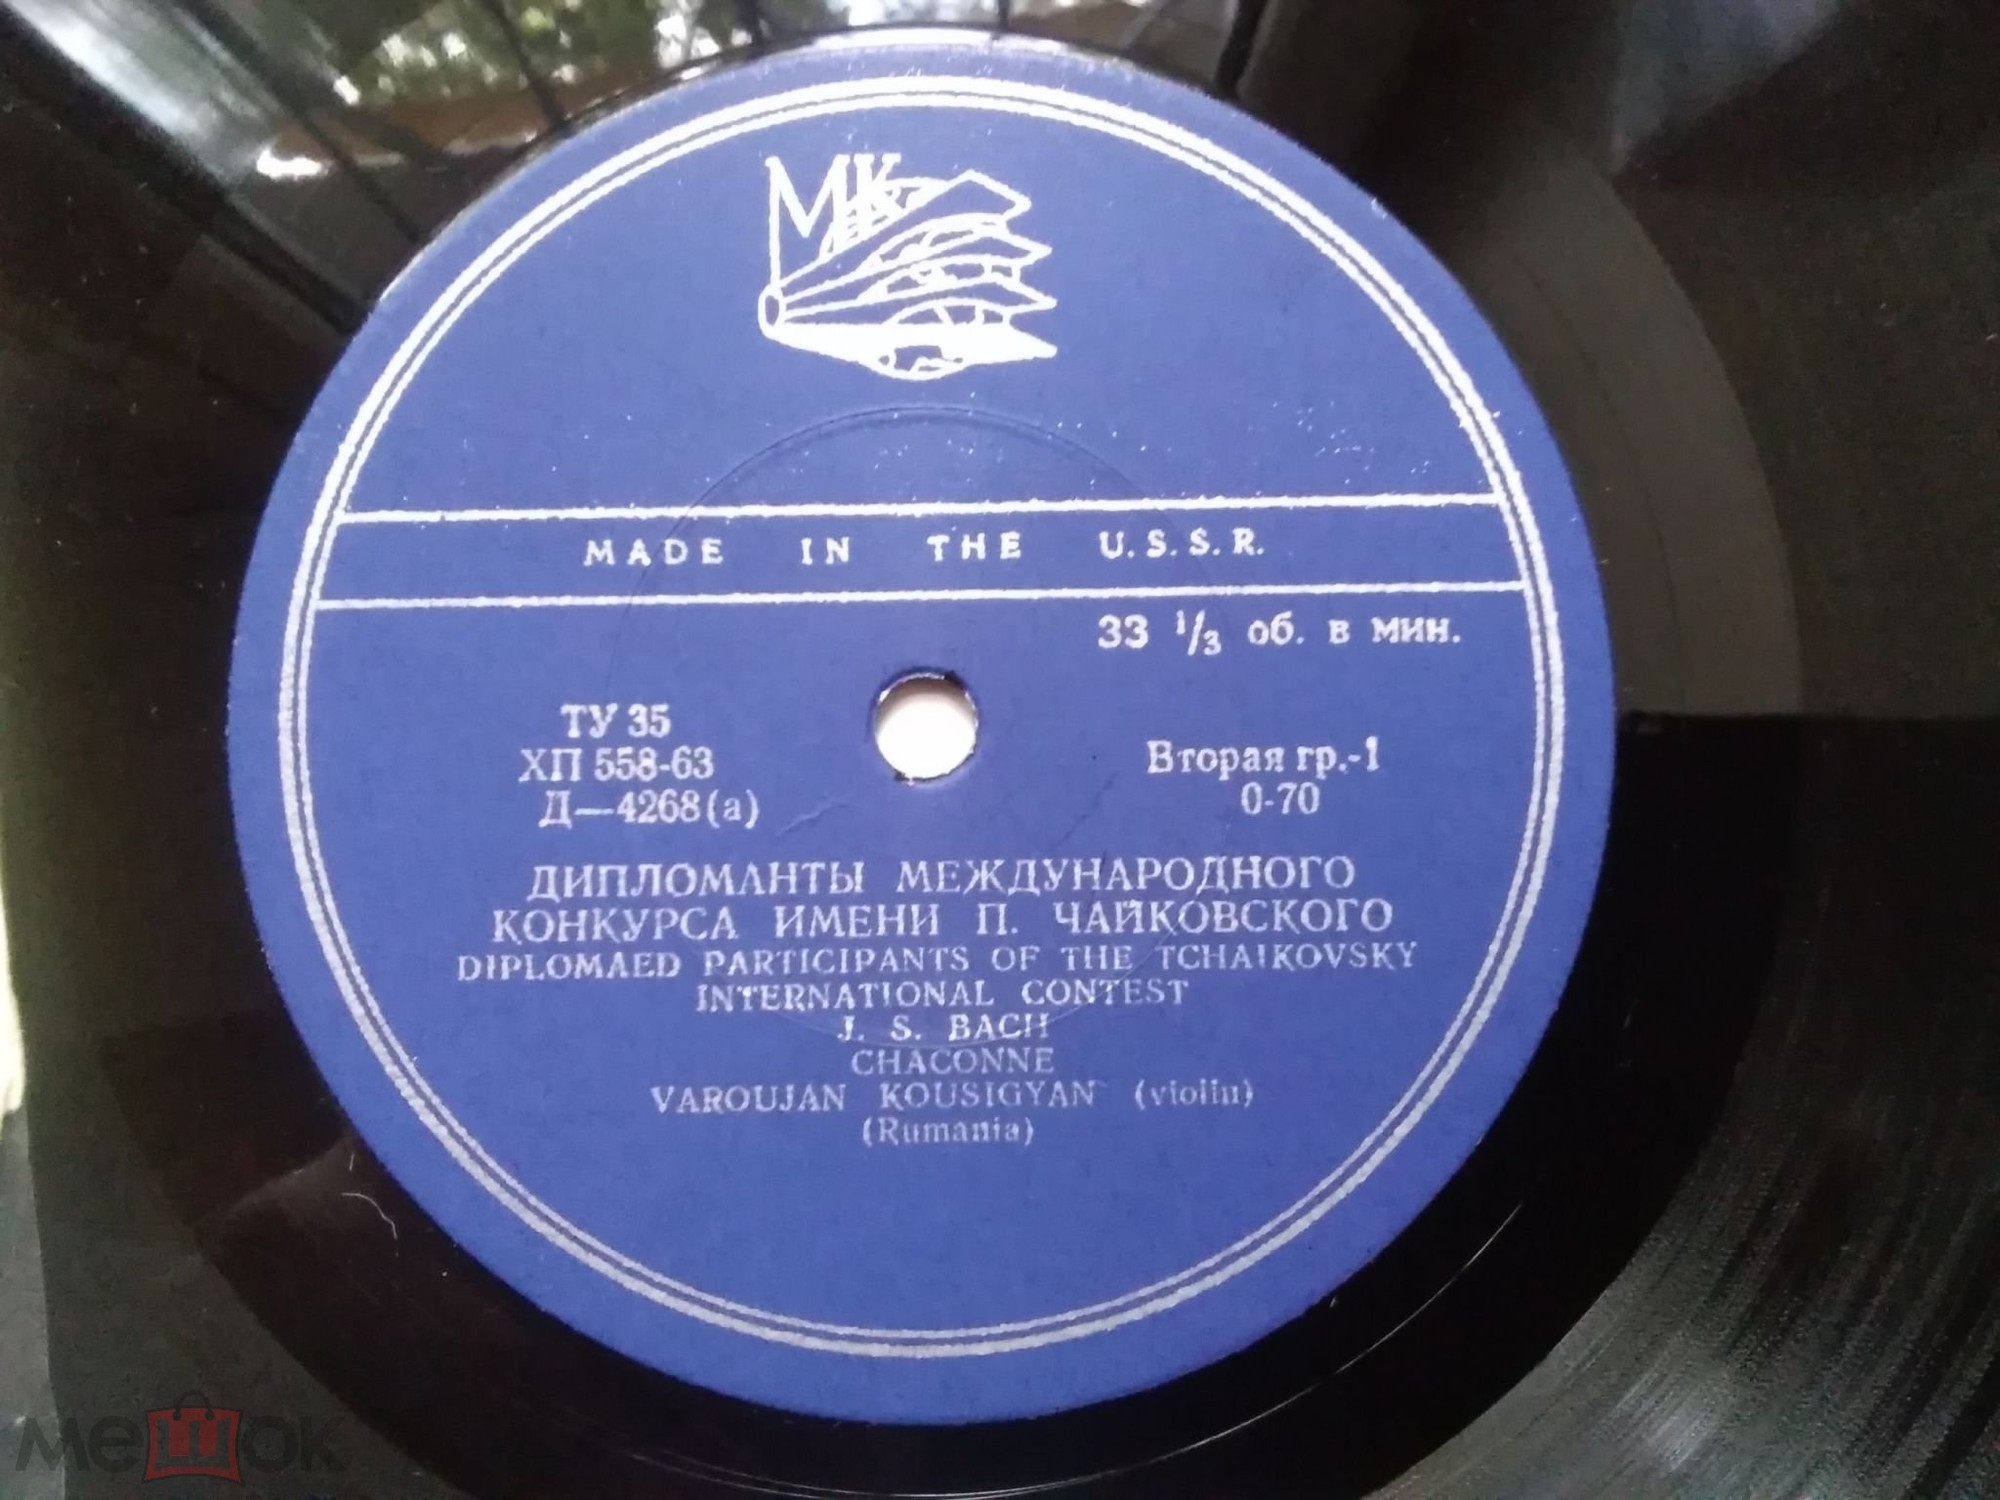 МК
MADE IN THE U.S.S.R.
33 1/3 об. в мин.
ТУ 35
ХП 558-63
Д—4268(а)
Вторая гр.-1
0-70
ДИПЛОМАНТЫ МЕЖДУНАРОДНОГО
КОНКУРСА ИМЕНИ П. ЧАЙКОВСКОГО
DIPLOMAED PARTICIPANTS OF THE TCHAIKOVSKY
INTERNATIONAL CONTEST
J. S. BACH
CHACONNE
VAROUJAN KOUSIGYAN (violin)
(Rumania)
мешок